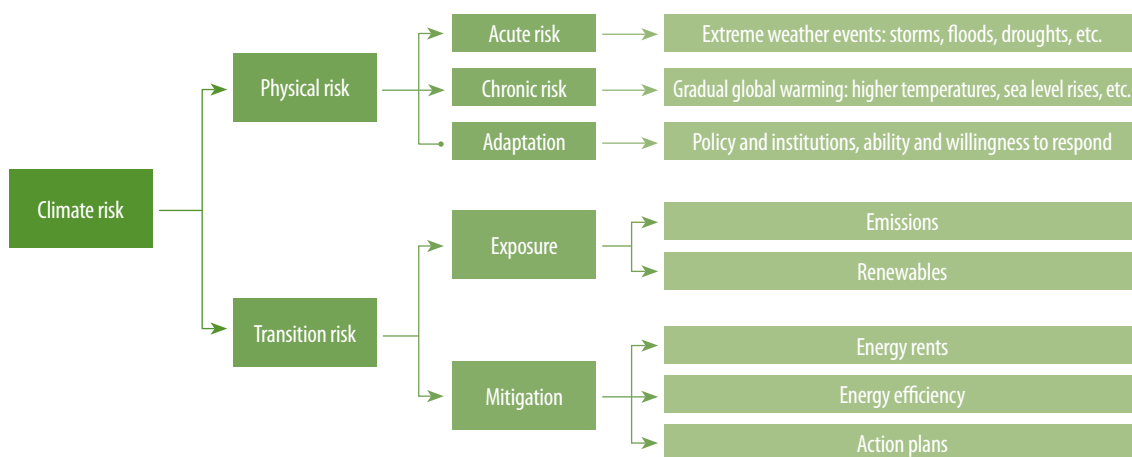 Climate risk
Physical risk
Acute risk
Extreme weather events: storms, floods, droughts, etc.
Chronic risk
Gradual global warming: higher temperatures, sea level rises, etc.
Adaptation
Policy and institutions, ability and willingness to respond
Transition risk
Exposure
Emissions
Renewables
Mitigation
Energy rents
Energy efficiency
Action plans